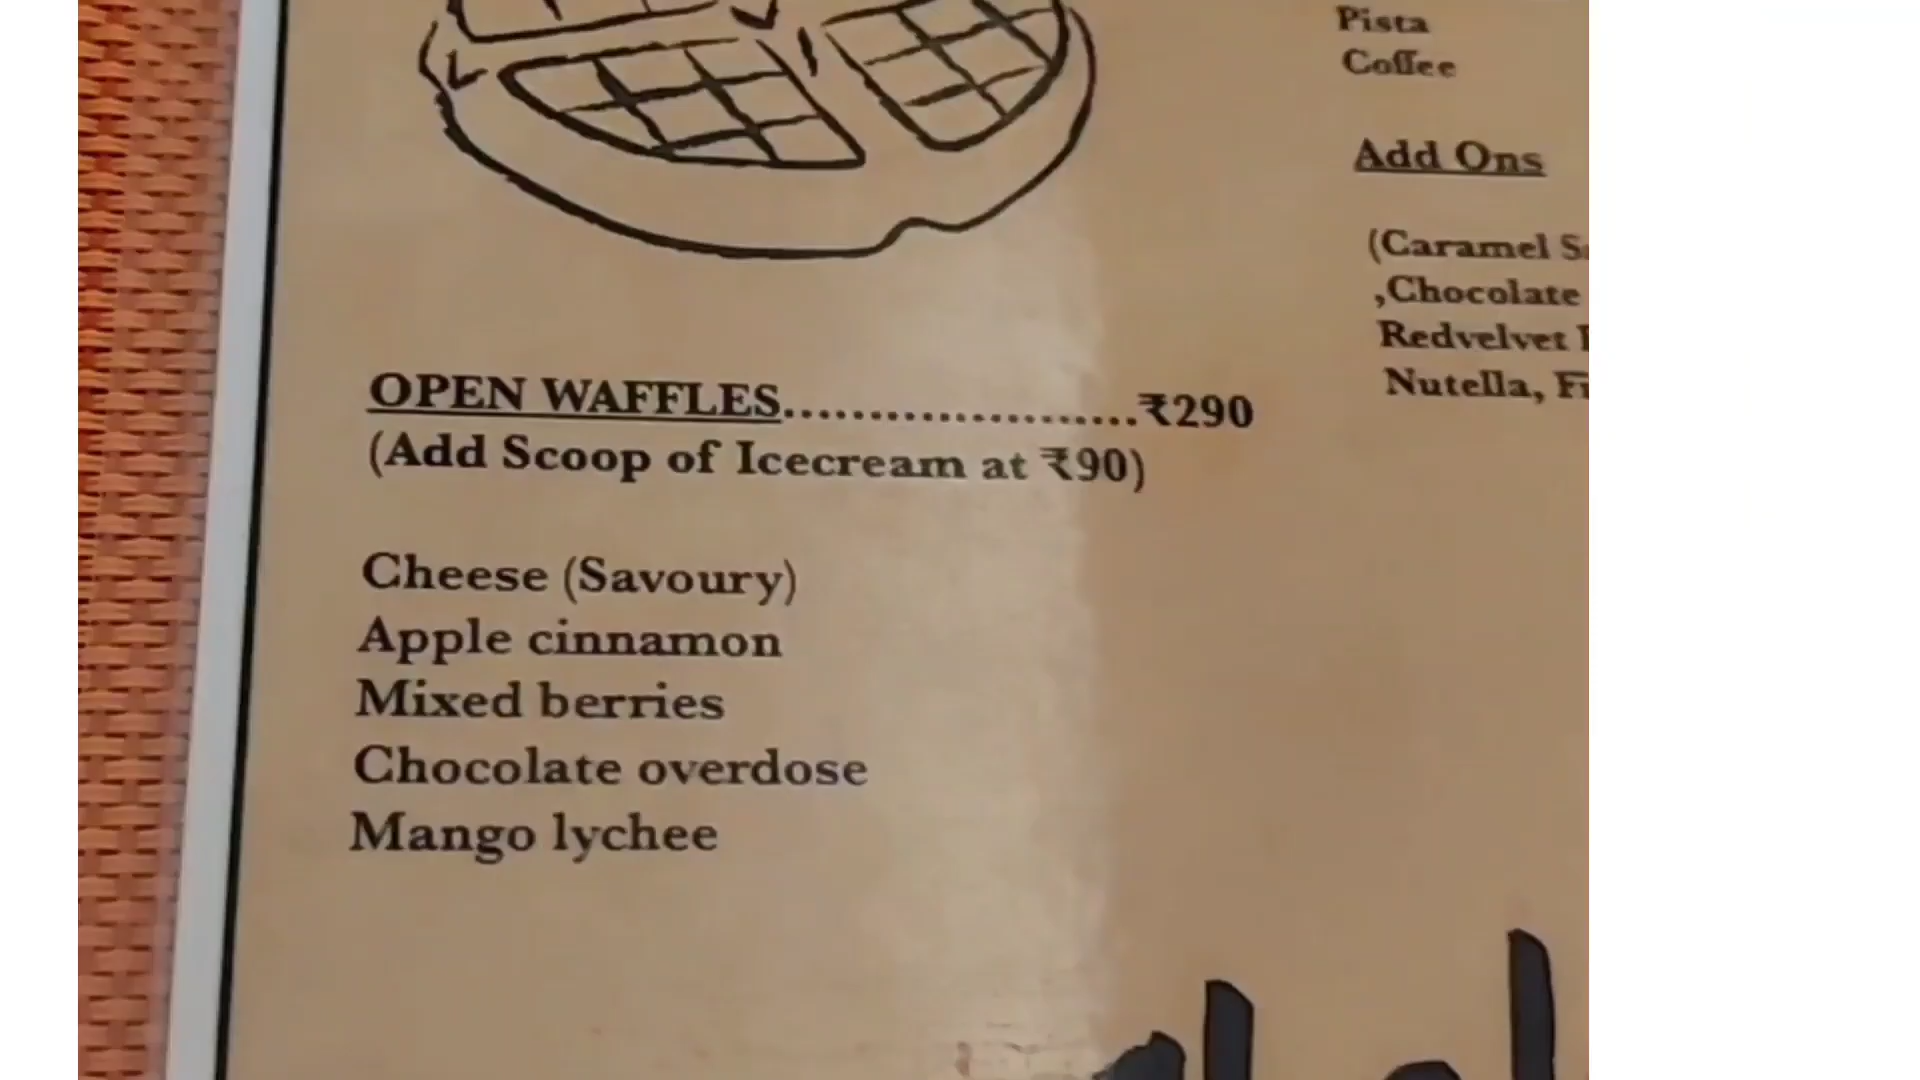 Pista
Coffee
Add Ons
(Caramel
,Chocolate
Redvelvet
Nutella,
OPEN WAFFLES.....................₹290
(Add Scoop of Icecream at ₹90)
Cheese (Savoury)
Apple cinnamon
Mixed berries
Chocolate overdose
Mango lychee